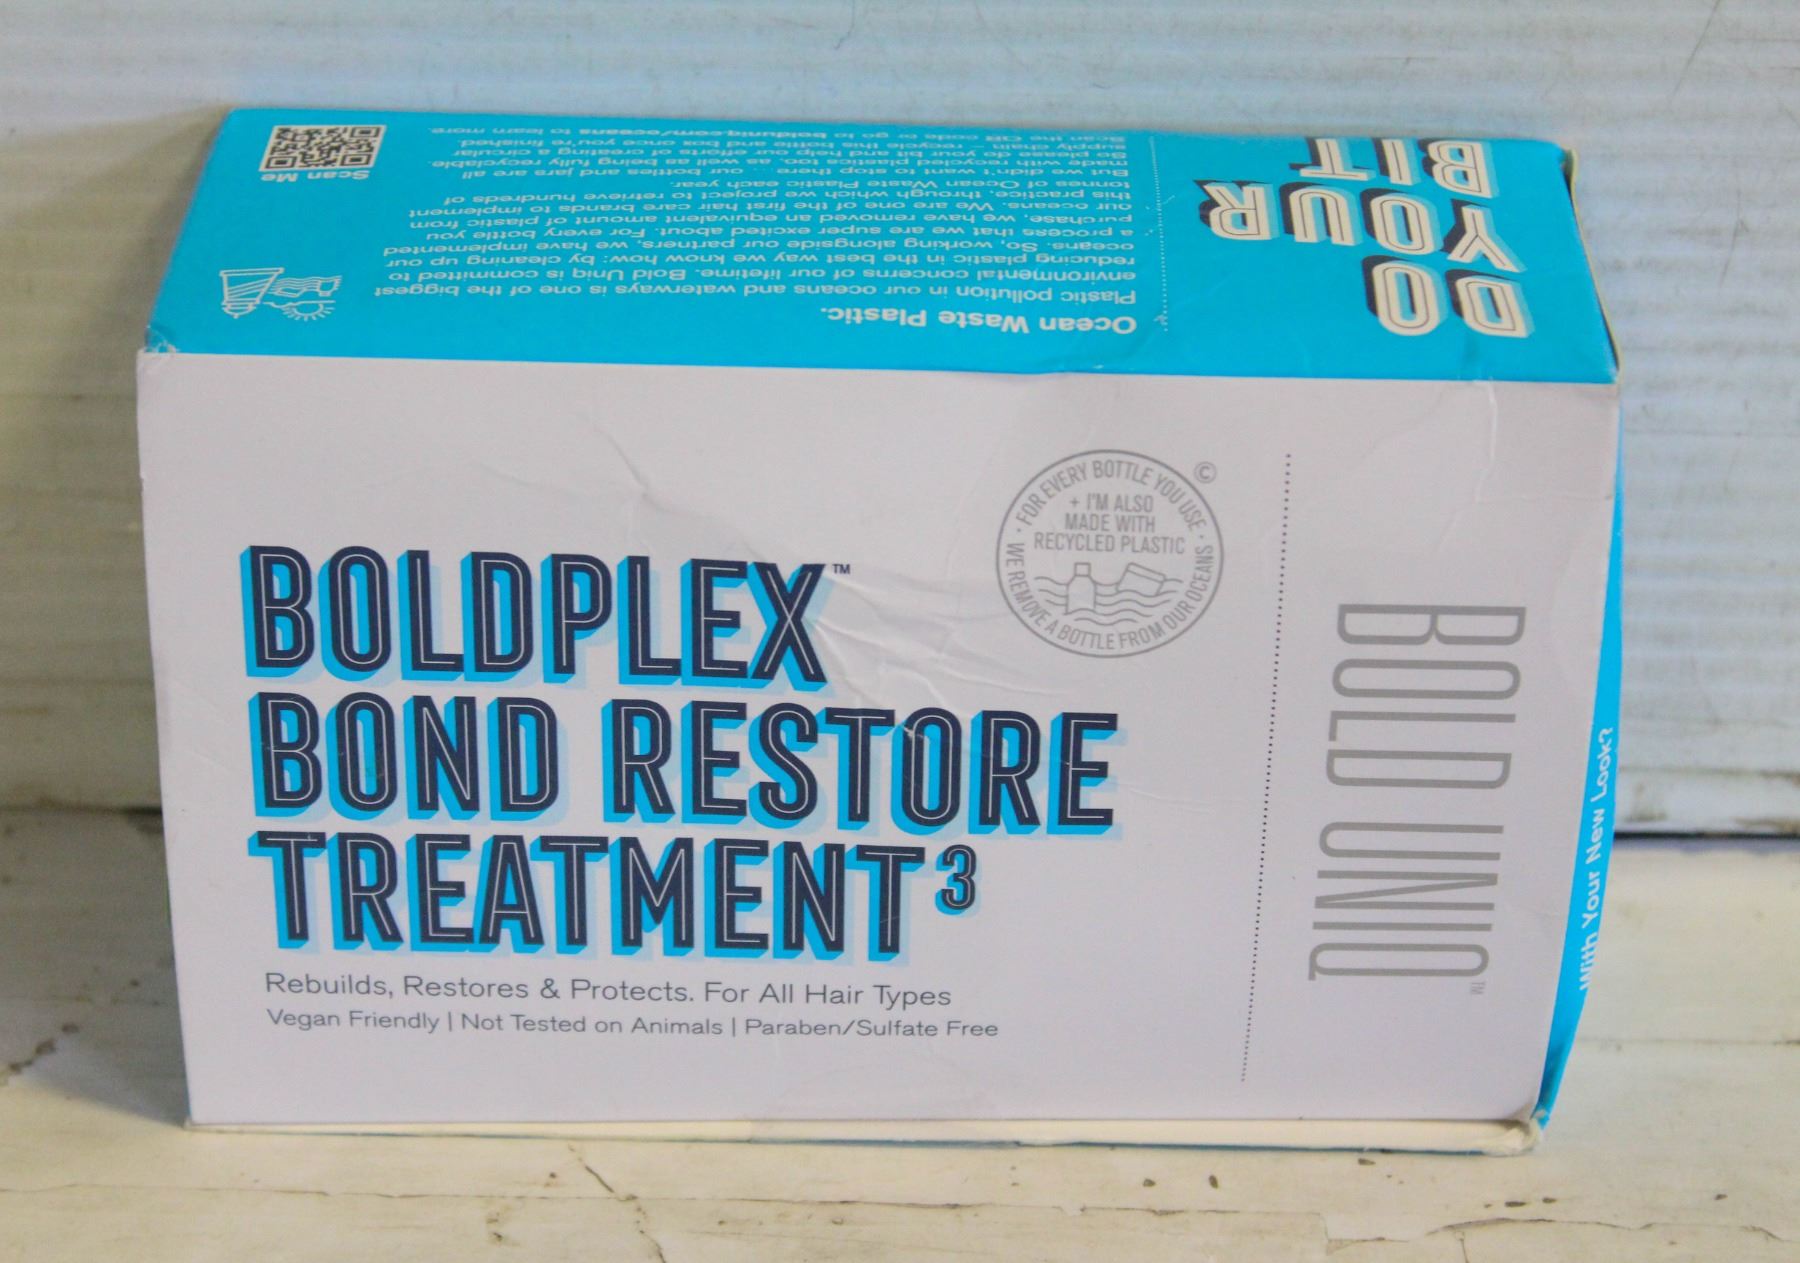 DO
YOUR
BIT
Ocean Waste Plastic.
Plastic pollution in our oceans and waterways is one of the biggest
environmental concerns of our lifetime. Bold Uniq is committed to
reducing plastic in the best way we know how: by cleaning up our
oceans. So, working alongside our partners, we have implemented
a process that we are super excited about. For every bottle you
purchase, we have removed an equivalent amount of plastic from
our oceans. We are one of the first hair care brands to implement
this practice, through which we project to retrieve hundreds of
tonnes of Ocean Waste Plastic each year.
But we didn't want to stop there ... our bottles and jars are all
made with recycled plastics too, as well as being fully recyclable.
So please do your bit and help our efforts of creating a circular
supply chain – recycle this bottle and box once you're finished.
Scan the QR code or go to bolduniq.com/oceans to learn more.
Scan Me
BOLDPLEX™
BOND RESTORE
TREATMENT³
Rebuilds, Restores & Protects. For All Hair Types
Vegan Friendly | Not Tested on Animals | Paraben/Sulfate Free
· FOR EVERY BOTTLE YOU USE ·
WE REMOVE A BOTTLE FROM OUR OCEANS
©
+ I'M ALSO
MADE WITH
RECYCLED PLASTIC
BOLD UNIQ™
With Your New Look?